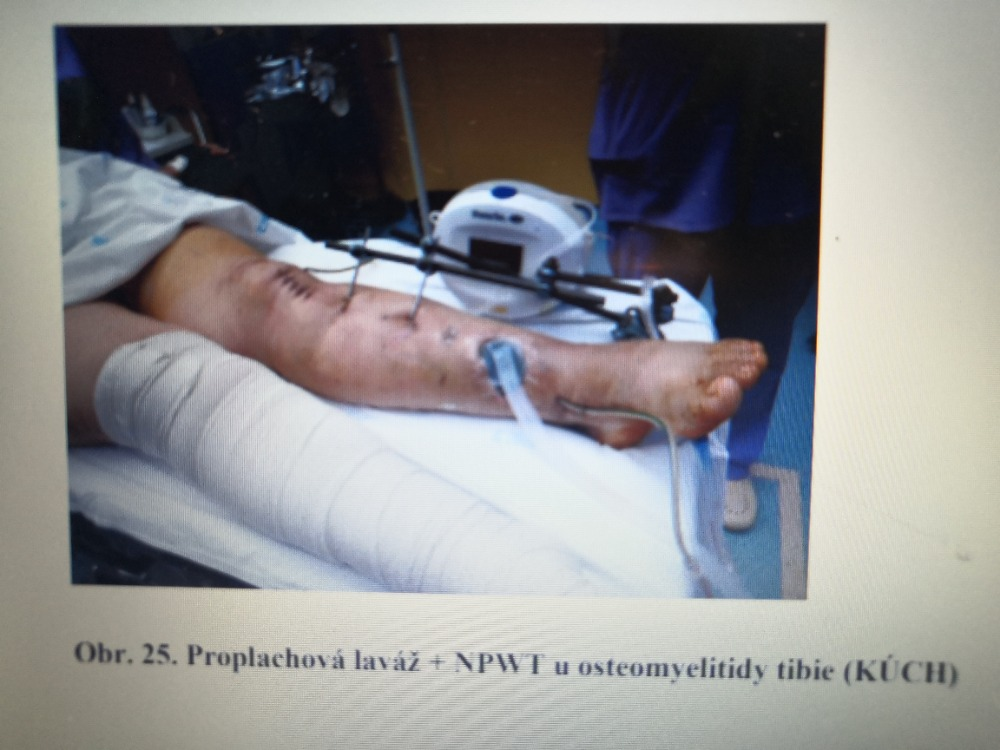 Obr. 25. Proplachová laváž + NPWT u osteomyelitidy tibie (KÚCH)